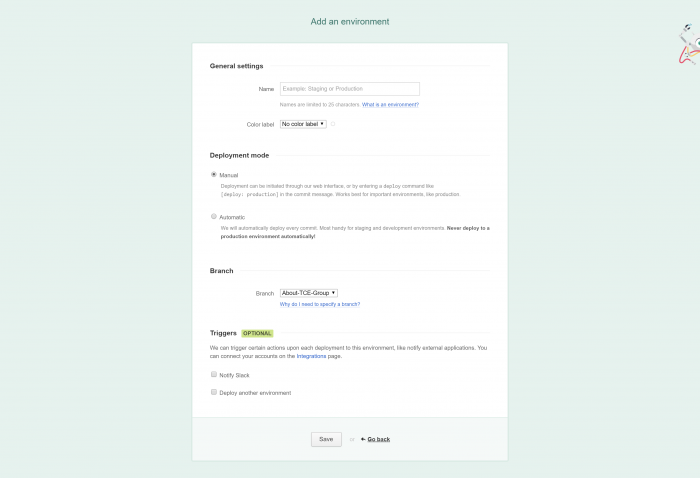 Add an environment
General settings
Name
Example: Staging or Production
Names are limited to 25 characters. What is an environment?
Color label
No color label
Deployment mode
Manual
Deployment can be initiated through our web interface, or by entering a deploy command like
[deploy: production] in the commit message. Works best for important environments, like production.
Automatic
We will automatically deploy every commit. Most handy for staging and development environments. Never deploy to a
production environment automatically!
Branch
Branch
About-TCE-Group
Why do I need to specify a branch?
Triggers OPTIONAL
We can trigger certain actions upon each deployment to this environment, like notify external applications. You
can connect your accounts on the Integrations page.
Notify Slack
Deploy another environment
Save or Go back